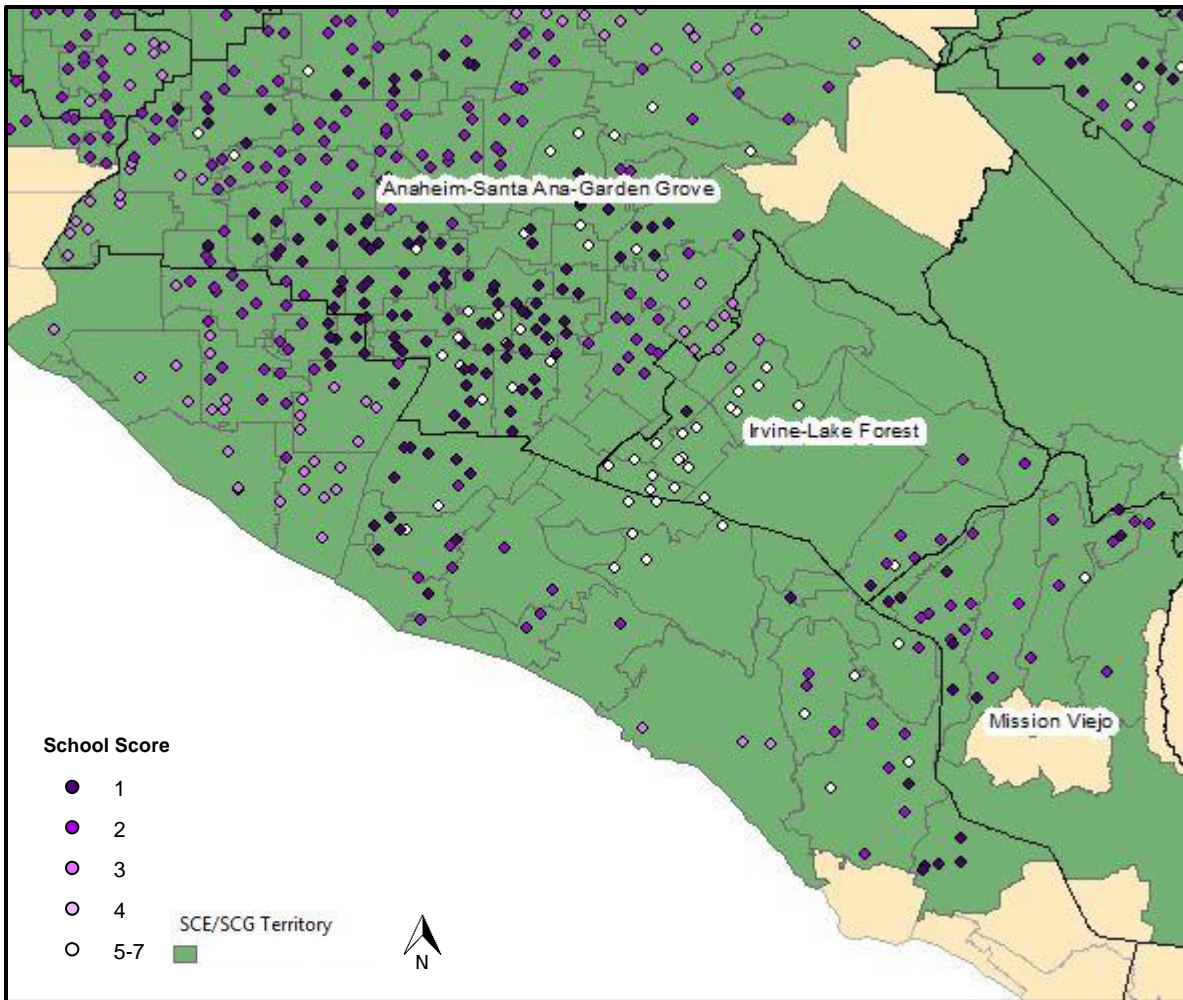 Anaheim-Santa Ana-Garden Grove
Irvine-Lake Forest
Mission Viejo
School Score
1
2
3
4
5-7
SCE/SCG Territory
N